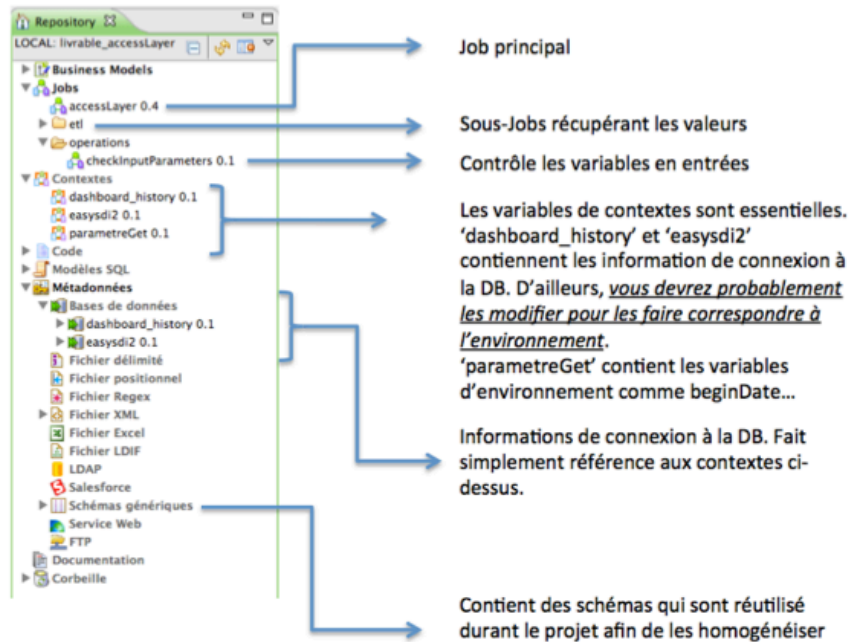 Repository
LOCAL: livrable_accessLayer
Business Models
Jobs
accessLayer 0.4
etl
operations
checkInputParameters 0.1
Contextes
dashboard_history 0.1
easysdi2 0.1
parametreGet 0.1
Code
Modèles SQL
Métadonnées
Bases de données
dashboard_history 0.1
easysdi2 0.1
Fichier délimité
Fichier positionnel
Fichier Regex
Fichier XML
Fichier Excel
Fichier LDIF
LDAP
Salesforce
Schémas génériques
Service Web
FTP
Documentation
Corbeille
Job principal
Sous-Jobs récupérant les valeurs
Contrôle les variables en entrées
Les variables de contextes sont essentielles.
‘dashboard_history’ et ‘easysdi2’
contiennent les information de connexion à
la DB. D’ailleurs, vous devrez probablement
les modifier pour les faire correspondre à
l’environnement.
‘parametreGet’ contient les variables
d’environnement comme beginDate…
Informations de connexion à la DB. Fait
simplement référence aux contextes ci-
dessus.
Contient des schémas qui sont réutilisé
durant le projet afin de les homogénéiser